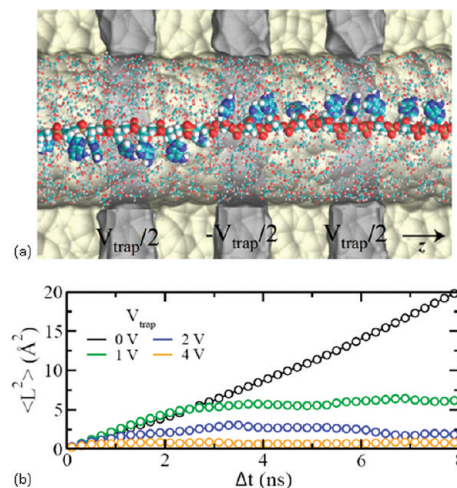 V_trap/2 -V_trap/2 V_trap/2 z
(a)
20
V_trap
0 V 2 V
1 V 4 V
15
10
5
0
<L²> (Å²)
0 2 4 6 8
Δt (ns)
(b)